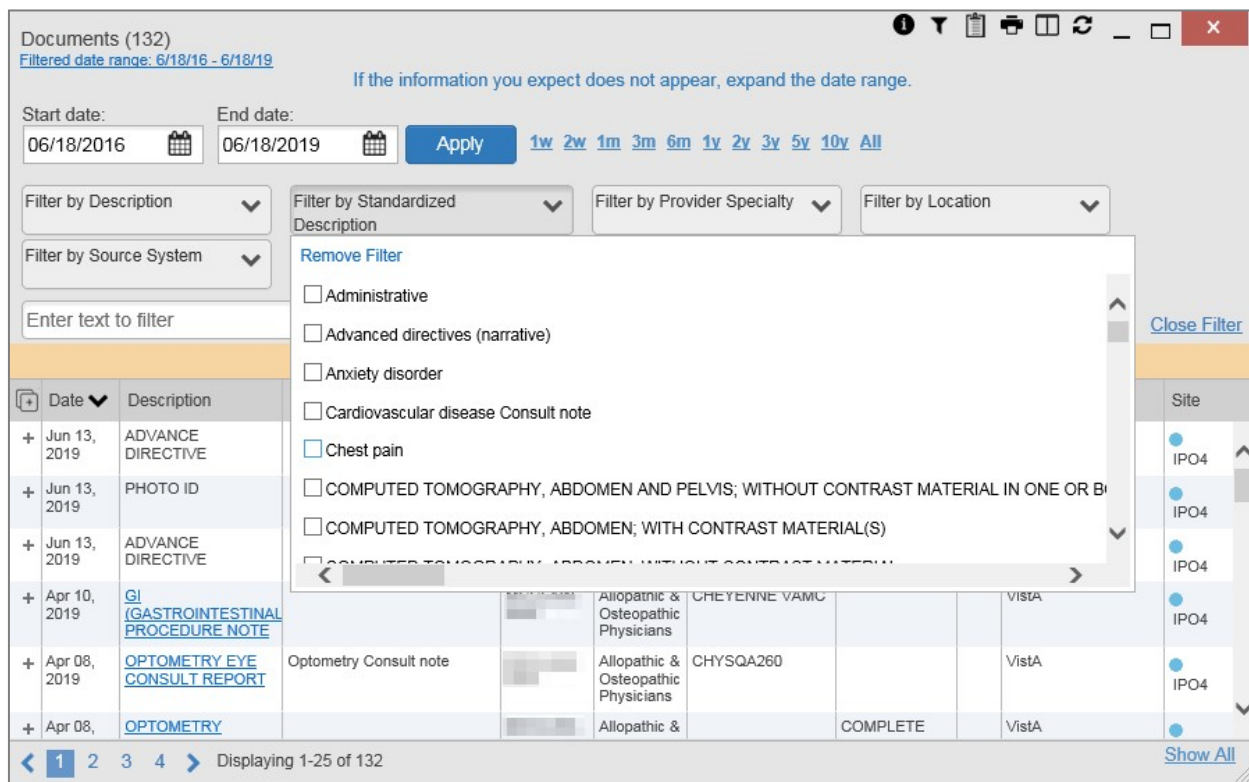 Documents (132)
Filtered date range: 6/18/16 - 6/18/19
If the information you expect does not appear, expand the date range.
Start date:
End date:
06/18/2016
06/18/2019
Apply
1w 2w 1m 3m 6m 1y 2y 3y 5y 10y All
Filter by Description
Filter by Standardized
Description
Filter by Provider Specialty
Filter by Location
Filter by Source System
Remove Filter
Administrative
Advanced directives (narrative)
Anxiety disorder
Cardiovascular disease Consult note
Chest pain
COMPUTED TOMOGRAPHY, ABDOMEN AND PELVIS; WITHOUT CONTRAST MATERIAL IN ONE OR
COMPUTED TOMOGRAPHY, ABDOMEN; WITH CONTRAST MATERIAL(S)
COMPUTED TOMOGRAPHY, ABDOMEN; WITHOUT CONTRAST MATERIAL
Enter text to filter
Close Filter
Date Description Site
Jun 13,
2019
ADVANCE
DIRECTIVE
IPO4
Jun 13,
2019
PHOTO ID
IPO4
Jun 13,
2019
ADVANCE
DIRECTIVE
IPO4
Apr 10,
2019
GI
(GASTROINTESTINAL
PROCEDURE NOTE
Allopathic &
Osteopathic
Physicians
CHEYENNE VAMC
VistA
IPO4
Apr 08,
2019
OPTOMETRY EYE
CONSULT REPORT
Optometry Consult note
Allopathic &
Osteopathic
Physicians
CHYSQA260
VistA
IPO4
Apr 08,
OPTOMETRY
Allopathic &
COMPLETE
VistA
1 2 3 4
Displaying 1-25 of 132
Show All